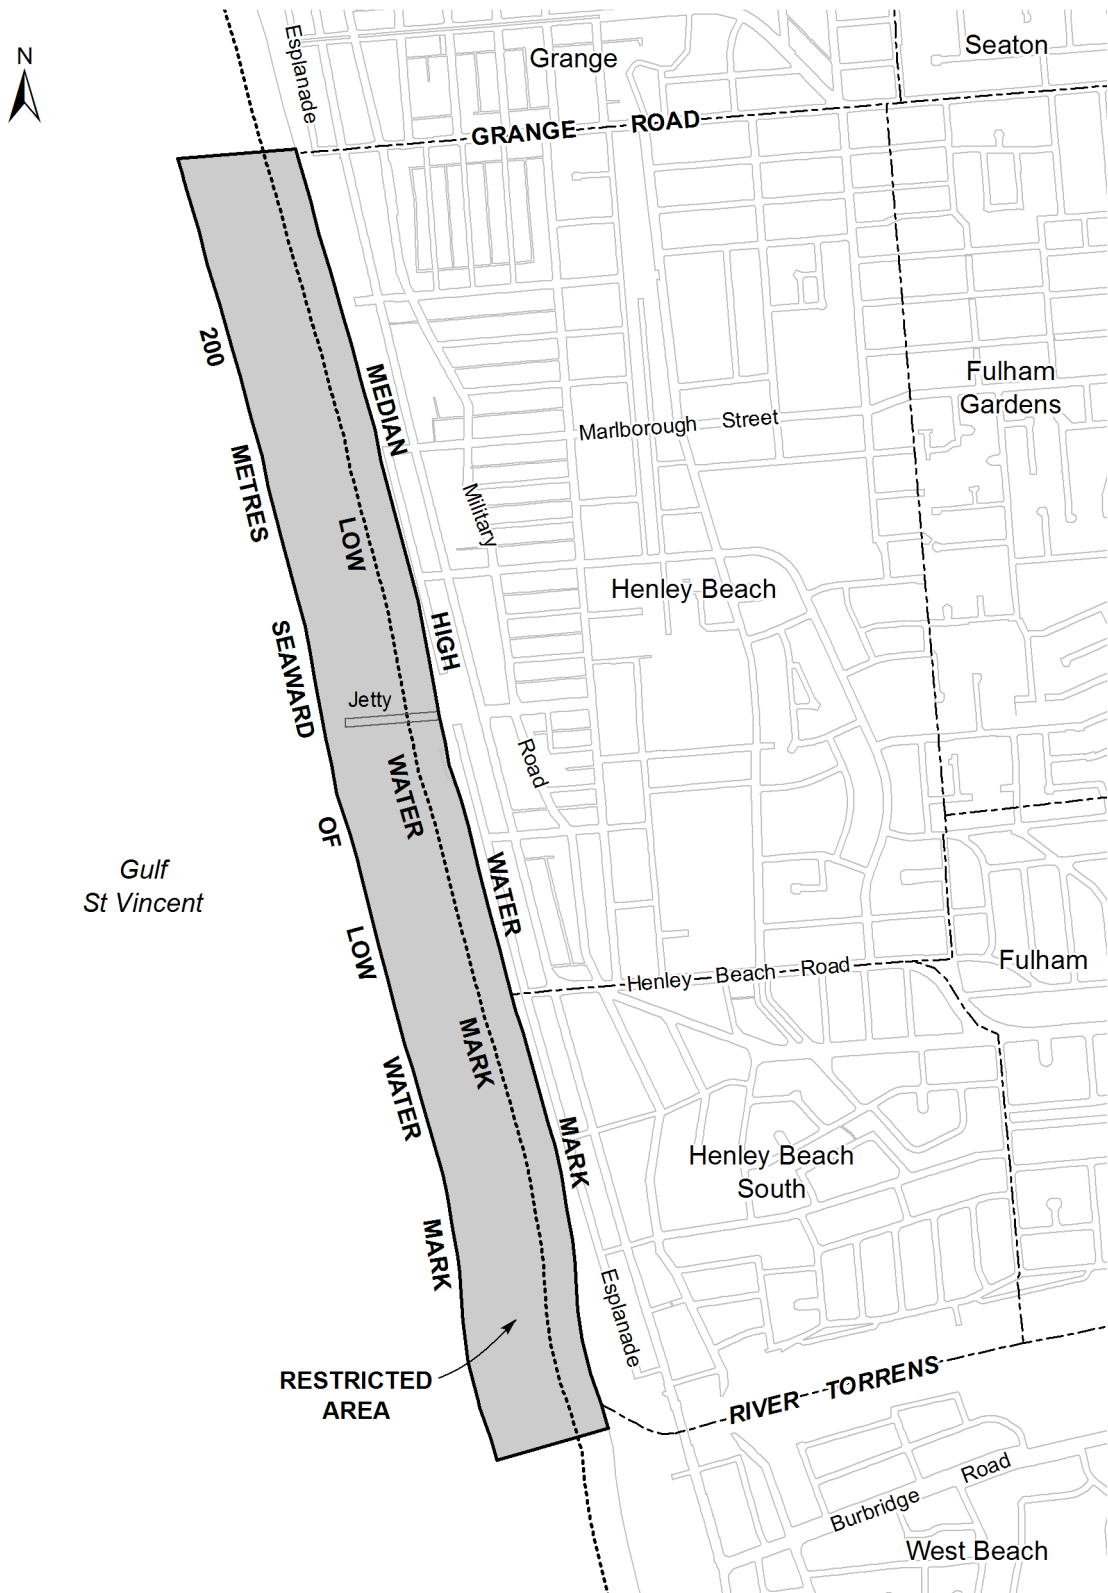 N
Esplanade
Grange
Seaton
GRANGE ROAD
200 METRES SEAWARD OF LOW WATER MARK
MEDIAN HIGH WATER MARK
LOW WATER MARK
Fulham
Gardens
Marlborough Street
Military Road
Henley Beach
Jetty
Gulf
St Vincent
Henley Beach Road
Fulham
Henley Beach
South
Esplanade
RESTRICTED
AREA
RIVER TORRENS
Burbridge Road
West Beach